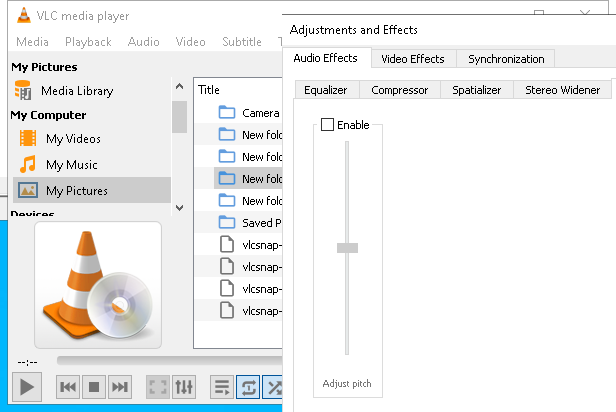 VLC media player
Media Playback Audio Video Subtitle
My Pictures
Media Library
My Computer
My Videos
My Music
My Pictures
Devices
--:--
Title
Camera
New fold
New fold
New fold
New fold
Saved P
vlcsnap-
vlcsnap-
vlcsnap-
vlcsnap-
Adjustments and Effects
Audio Effects Video Effects Synchronization
Equalizer Compressor Spatializer Stereo Widener
Enable
Adjust pitch